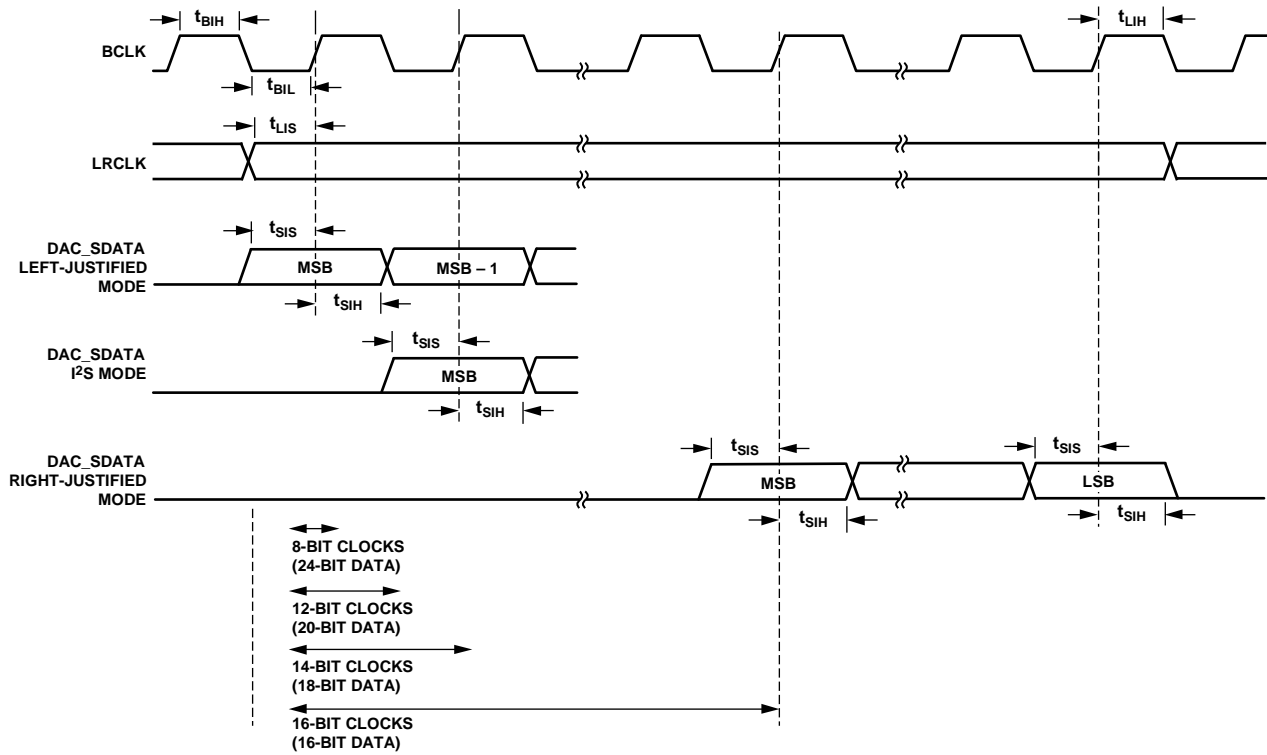 tBIH
tLIH
BCLK
tBIL
tLIS
LRCLK
tSIS
DAC_SDATA
LEFT-JUSTIFIED
MODE
MSB
MSB – 1
tSIH
tSIS
DAC_SDATA
I²S MODE
MSB
tSIH
tSIS
tSIS
DAC_SDATA
RIGHT-JUSTIFIED
MODE
MSB
LSB
tSIH
tSIH
8-BIT CLOCKS
(24-BIT DATA)
12-BIT CLOCKS
(20-BIT DATA)
14-BIT CLOCKS
(18-BIT DATA)
16-BIT CLOCKS
(16-BIT DATA)